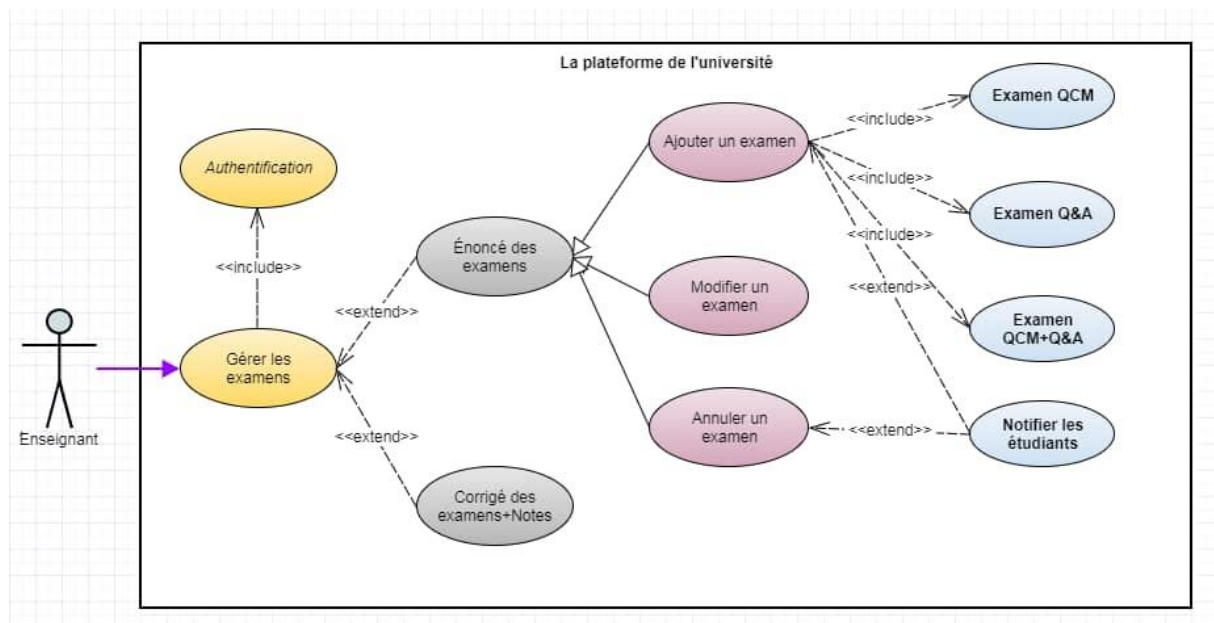 La plateforme de l'université
Examen QCM
<<include>>
Ajouter un examen
Authentification
<<include>>
Examen Q&A
<<include>>
Énoncé des
examens
<<include>>
<<extend>>
Modifier un
examen
<<extend>>
Examen
QCM+Q&A
Gérer les
examens
Annuler un
examen
<<extend>>
Notifier les
étudiants
Enseignant
<<extend>>
Corrigé des
examens+Notes